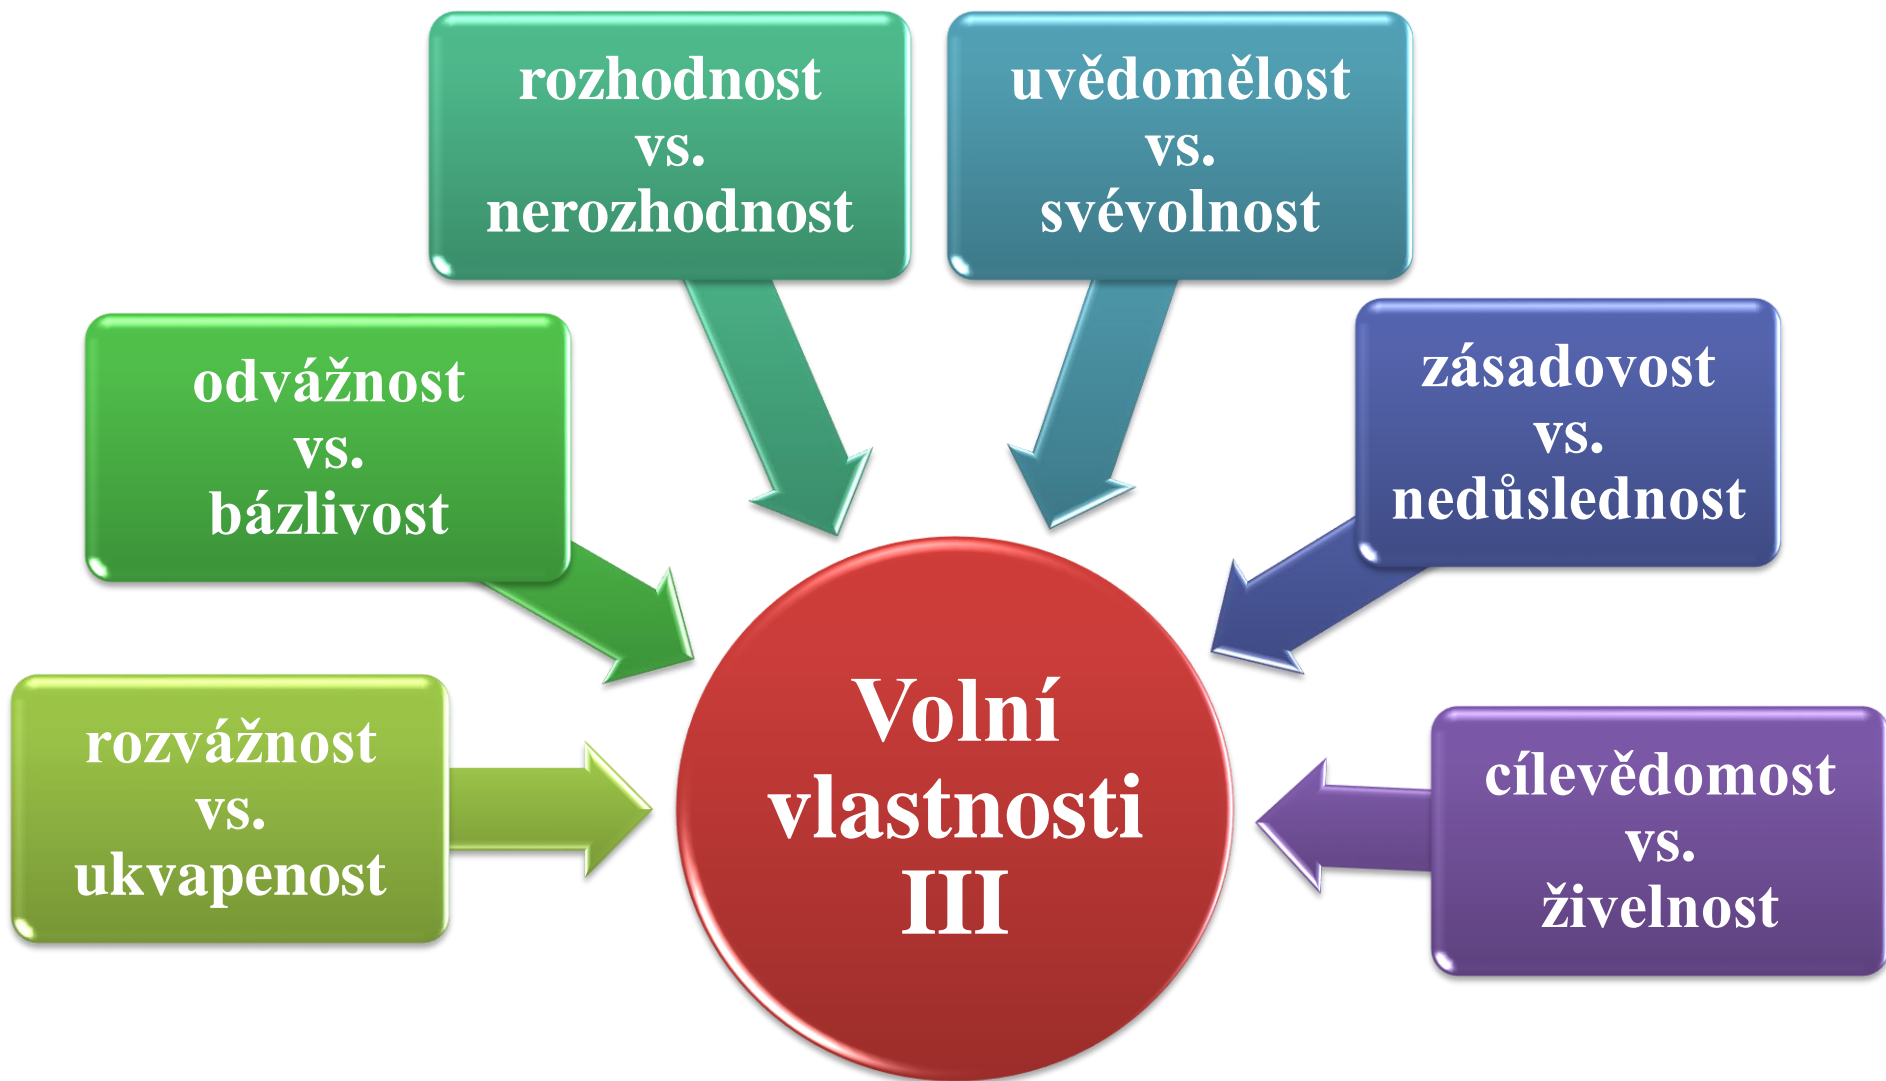 rozhodnost
vs.
nerozhodnost
uvědomělost
vs.
svévolnost
odvážnost
vs.
bázlivost
zásadovost
vs.
nedůslednost
rozvážnost
vs.
ukvapenost
Volní
vlastnosti
III
cílevědomost
vs.
živelnost